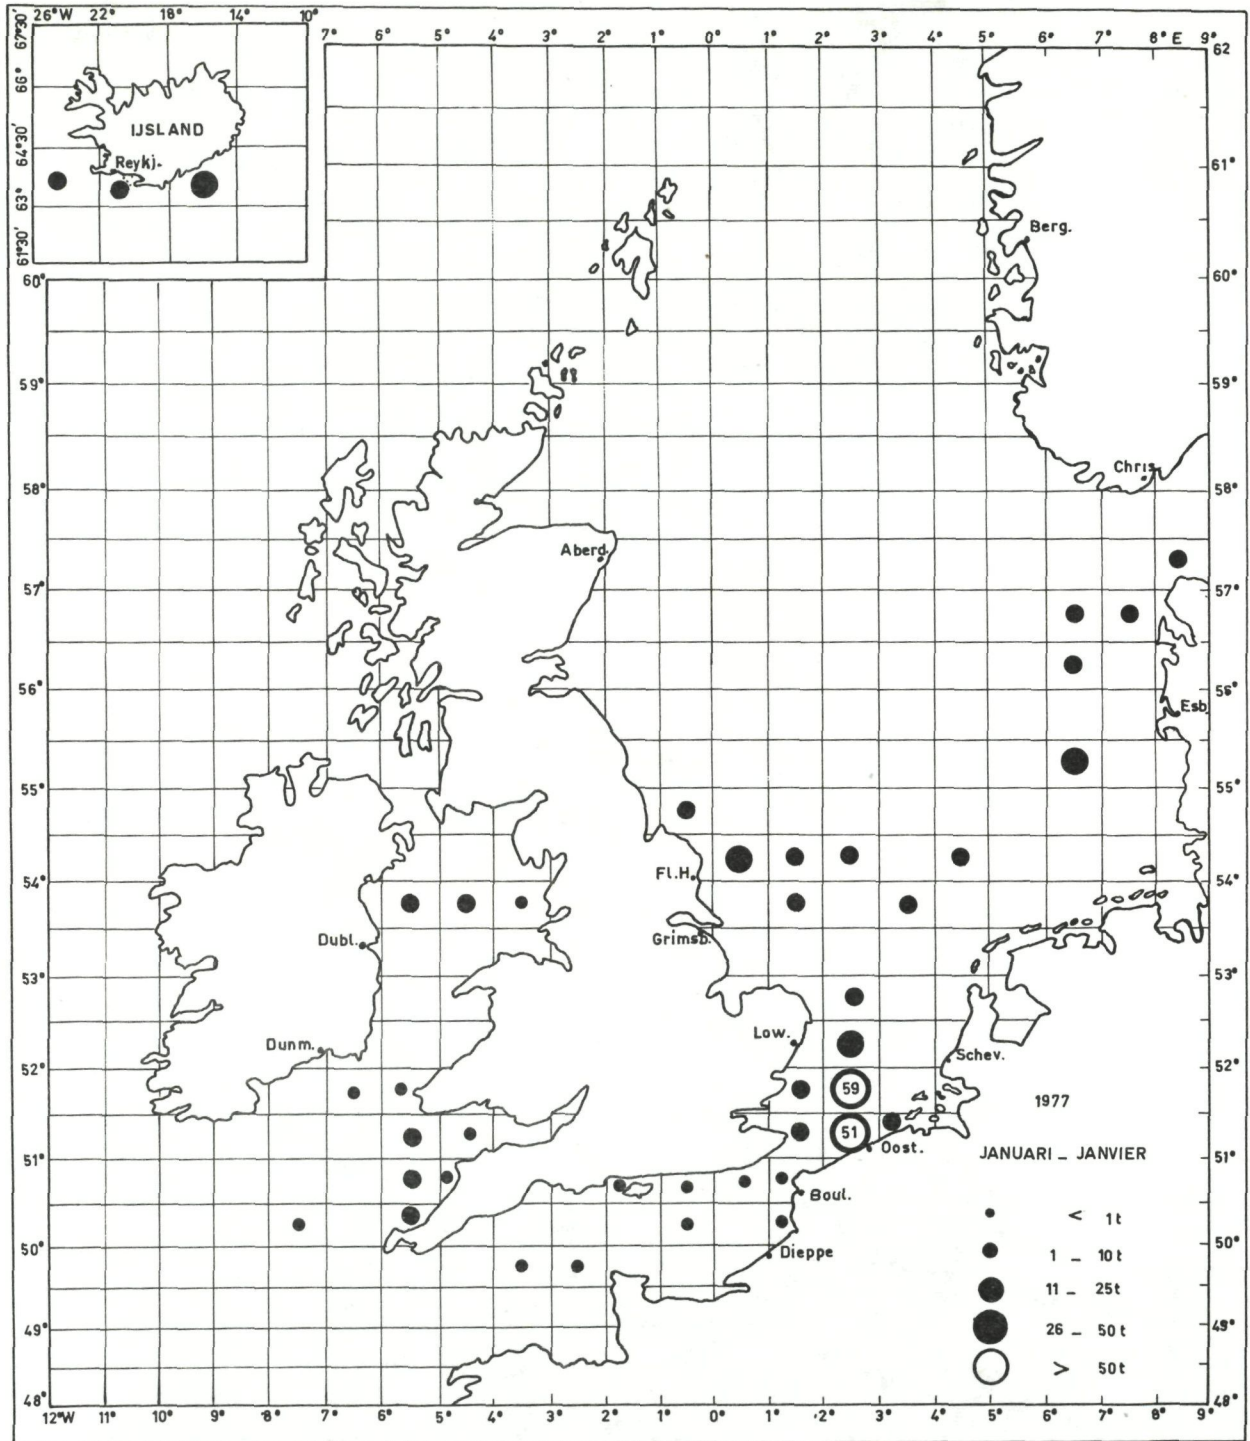 26°W 22° 18° 14° 10°
67°30'
66°
64°30'
63°
61°30'
IJSLAND
Reykj.
7° 6° 5° 4° 3° 2° 1° 0° 1° 2° 3° 4° 5° 6° 7° 8° E 9°
62
61°
60° 60°
59° 59°
58° 58°
57° 57°
56° 56°
55° 55°
54° 54°
53° 53°
52° 52°
51° 51°
50° 50°
49° 49°
48° 48°
Berg.
Chris
Aberd.
Esb
Fl.H.
Grimsb.
Dubl.
Dunm.
Low.
Schev.
59
51
Oost.
Boul.
Dieppe
1977
JANUARI _ JANVIER
< 1t
1 _ 10t
11 _ 25t
26 _ 50t
> 50t
12°W 11° 10° 9° 8° 7° 6° 5° 4° 3° 2° 1° 0° 1° 2° 3° 4° 5° 6° 7° 8° 9°